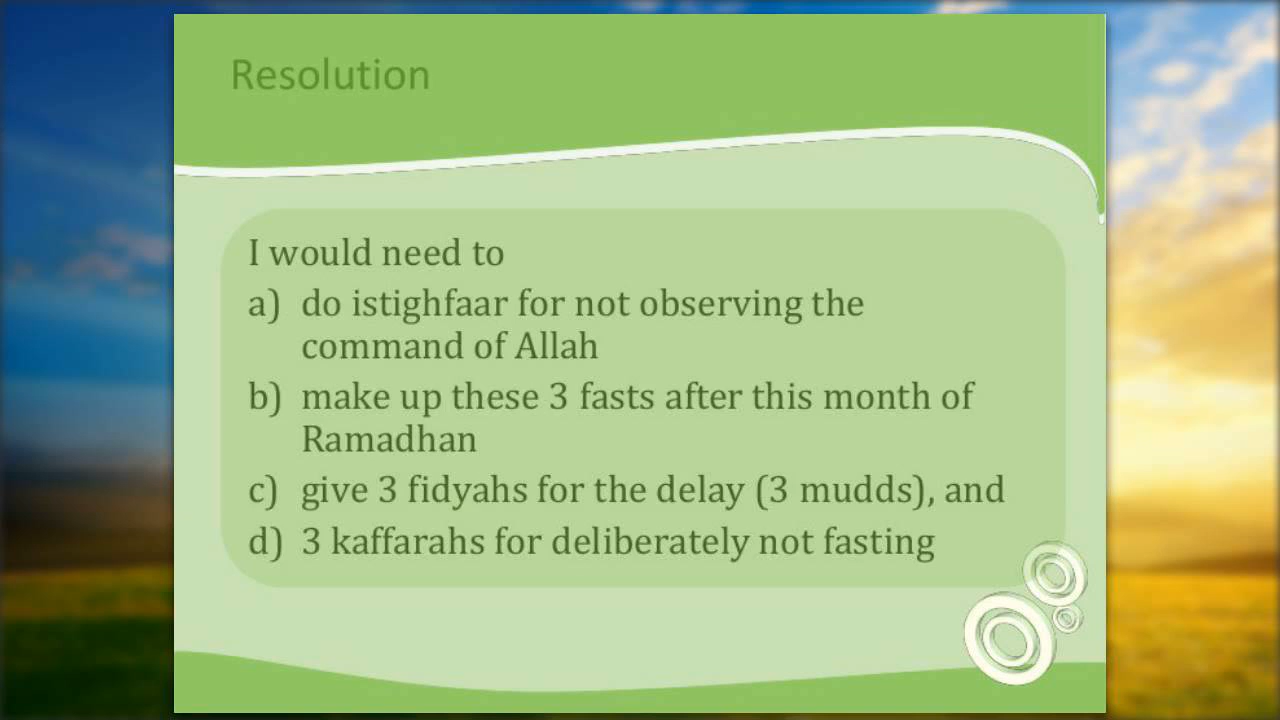 Resolution
I would need to
a) do istighfaar for not observing the
command of Allah
b) make up these 3 fasts after this month of
Ramadhan
c) give 3 fidyahs for the delay (3 mudds), and
d) 3 kaffarahs for deliberately not fasting